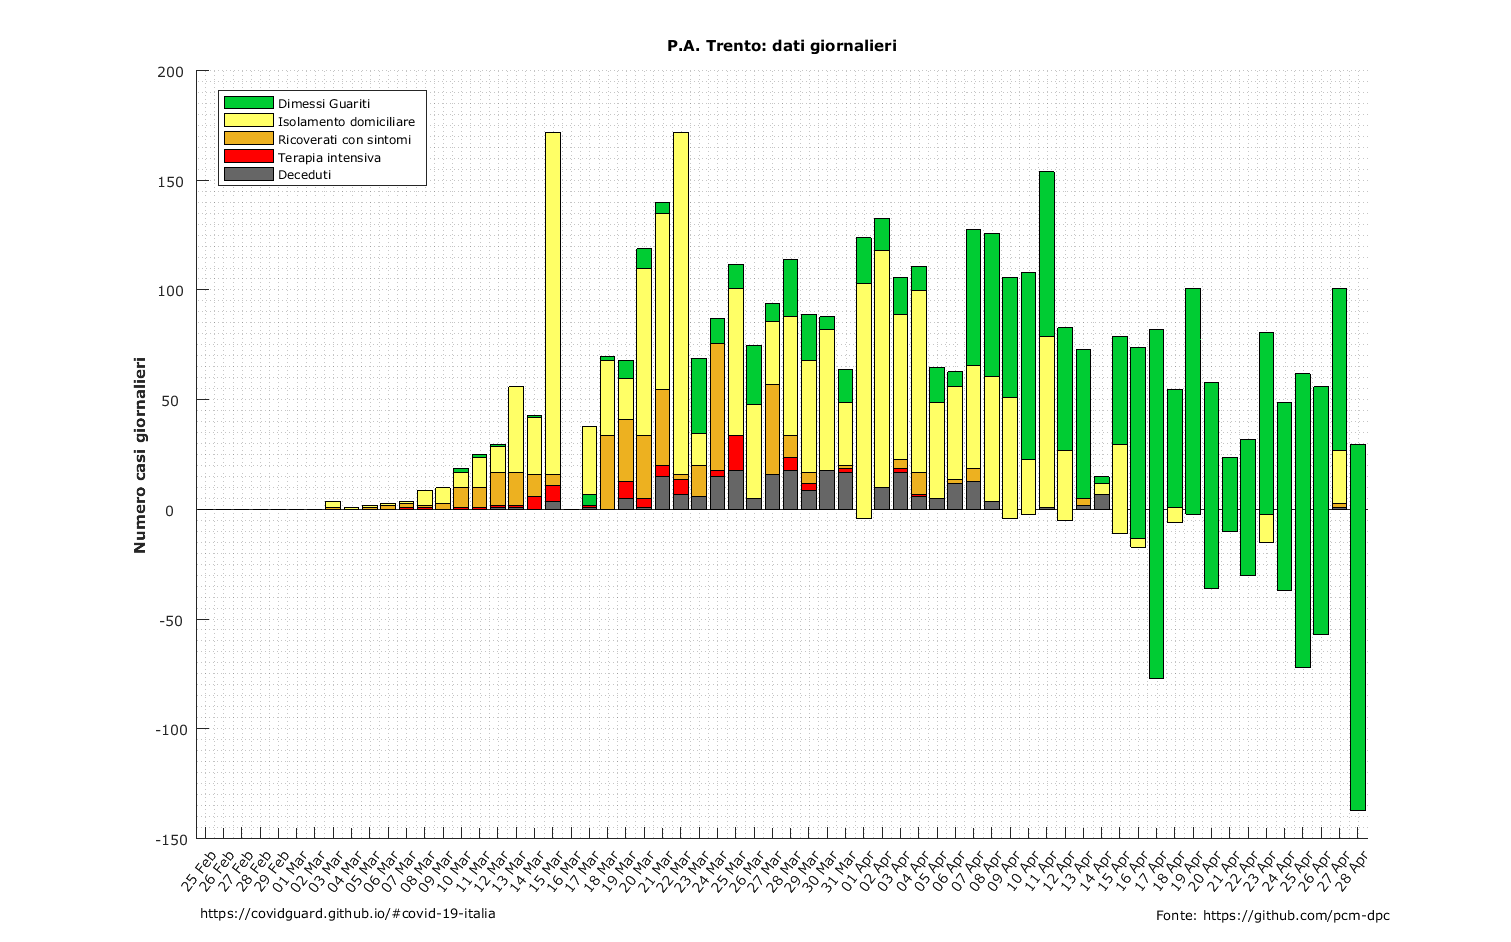 P.A. Trento: dati giornalieri
200
150
100
50
0
-50
-100
-150
Numero casi giornalieri
Dimessi Guariti
Isolamento domiciliare
Ricoverati con sintomi
Terapia intensiva
Deceduti
25 Feb
26 Feb
27 Feb
28 Feb
29 Feb
01 Mar
02 Mar
03 Mar
04 Mar
05 Mar
06 Mar
07 Mar
08 Mar
09 Mar
10 Mar
11 Mar
12 Mar
13 Mar
14 Mar
15 Mar
16 Mar
17 Mar
18 Mar
19 Mar
20 Mar
21 Mar
22 Mar
23 Mar
24 Mar
25 Mar
26 Mar
27 Mar
28 Mar
29 Mar
30 Mar
31 Mar
01 Apr
02 Apr
03 Apr
04 Apr
05 Apr
06 Apr
07 Apr
08 Apr
09 Apr
10 Apr
11 Apr
12 Apr
13 Apr
14 Apr
15 Apr
16 Apr
17 Apr
18 Apr
19 Apr
20 Apr
21 Apr
22 Apr
23 Apr
24 Apr
25 Apr
26 Apr
27 Apr
28 Apr
https://covidguard.github.io/#covid-19-italia
Fonte: https://github.com/pcm-dpc